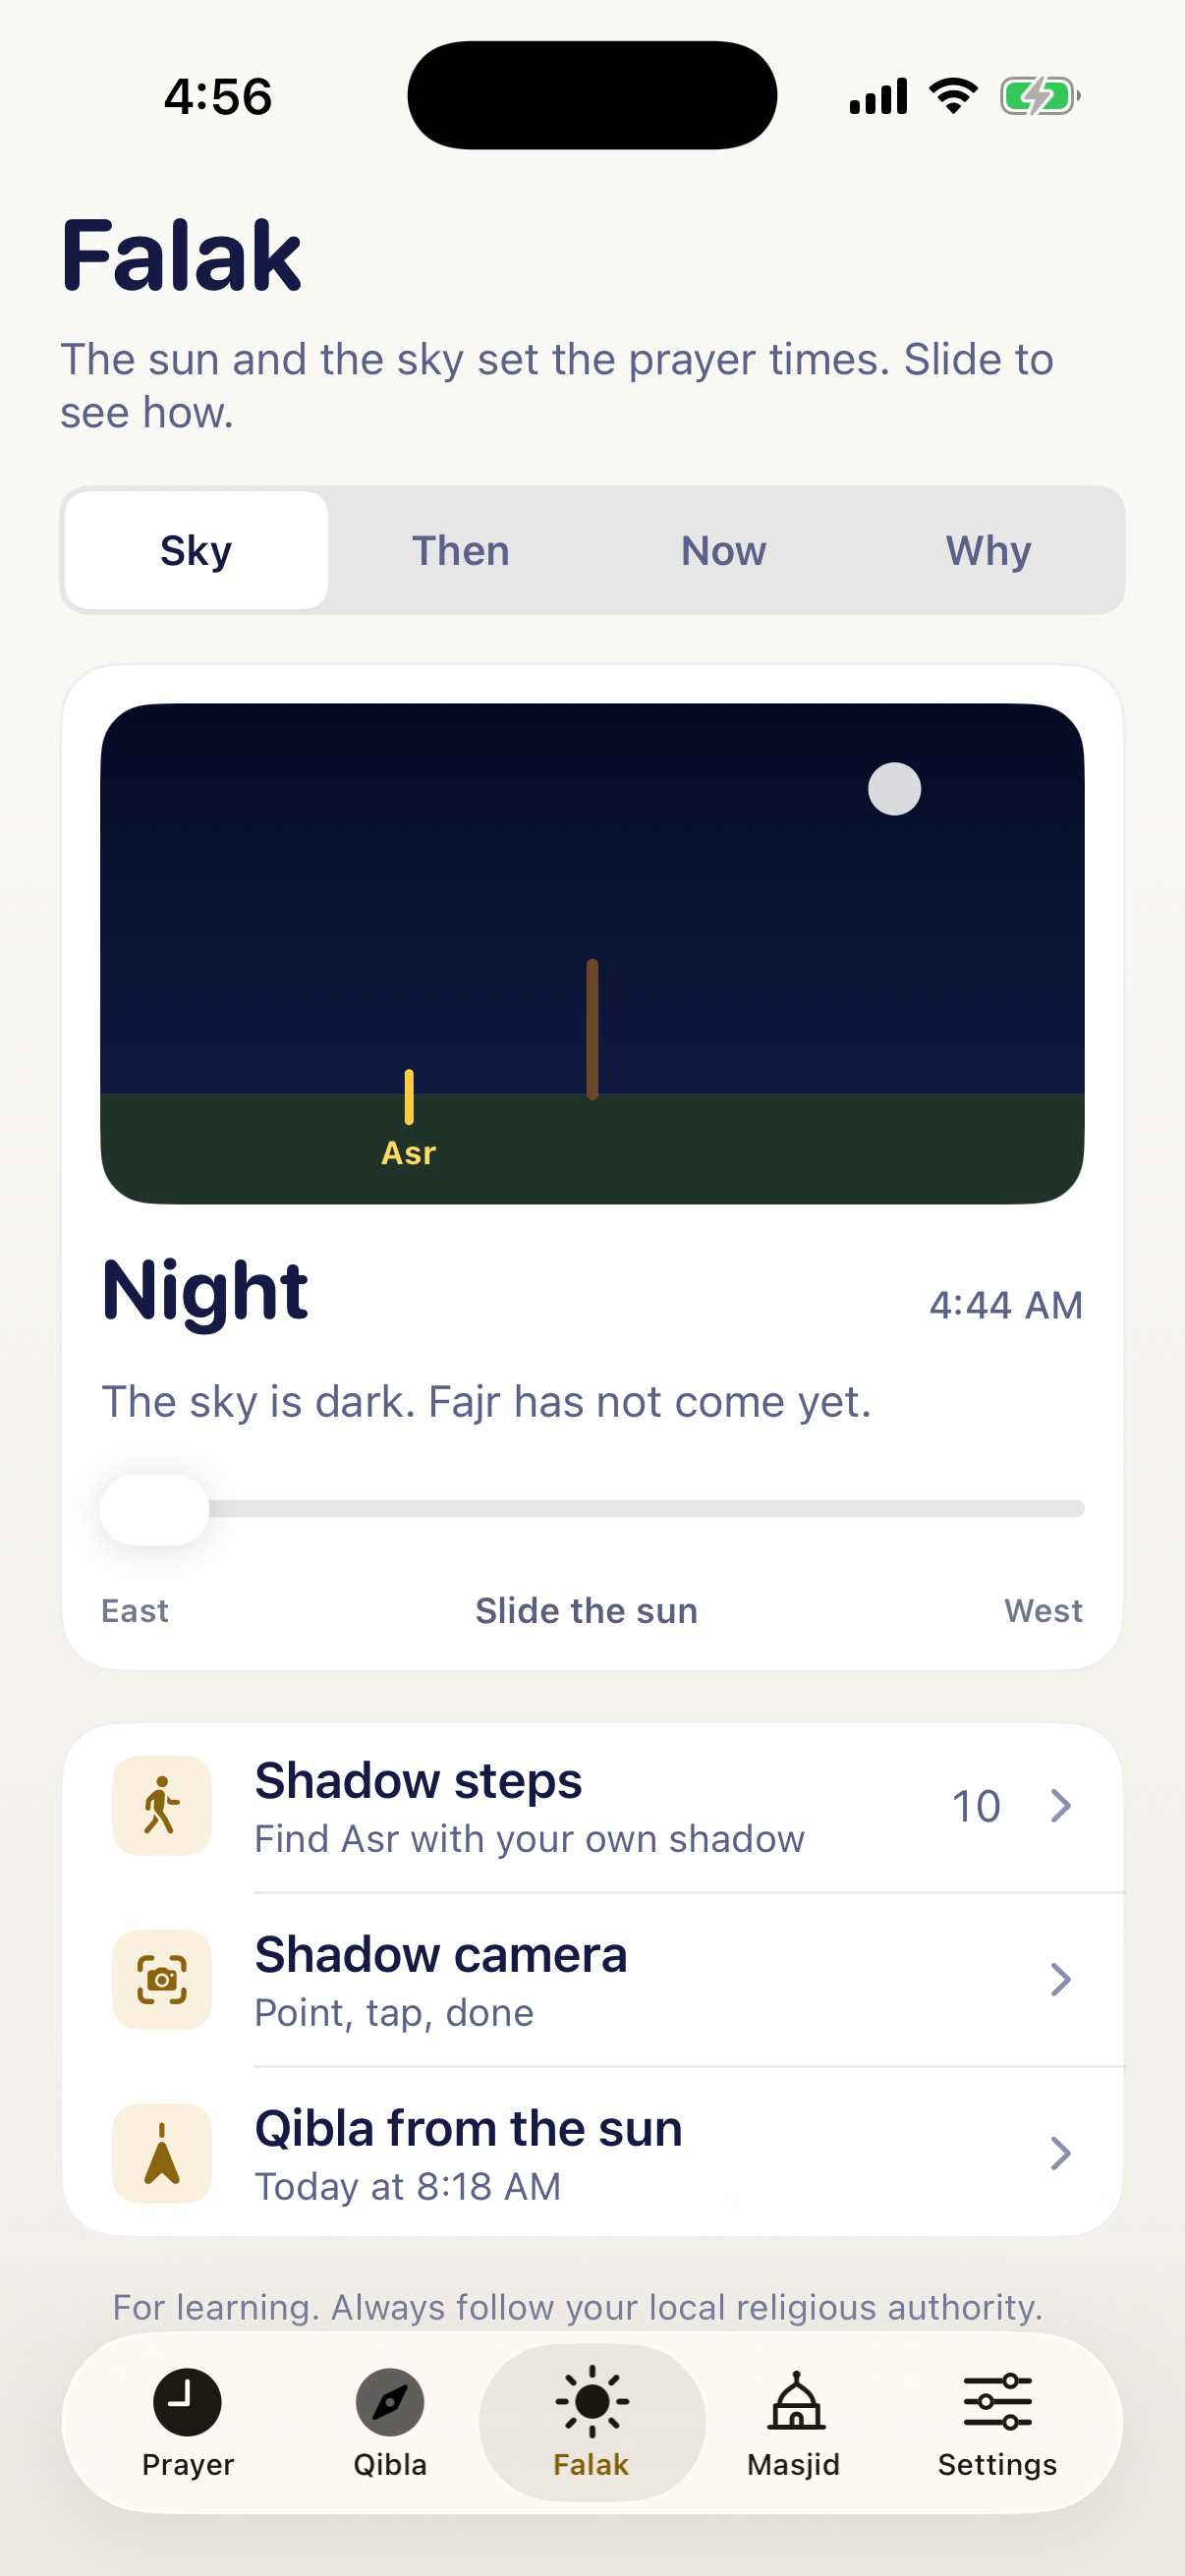 4:56
Falak
The sun and the sky set the prayer times. Slide to
see how.
Sky
Then
Now
Why
Asr
Night
4:44 AM
The sky is dark. Fajr has not come yet.
East
Slide the sun
West
Shadow steps
Find Asr with your own shadow
10
Shadow camera
Point, tap, done
Qibla from the sun
Today at 8:18 AM
For learning. Always follow your local religious authority.
Prayer
Qibla
Falak
Masjid
Settings